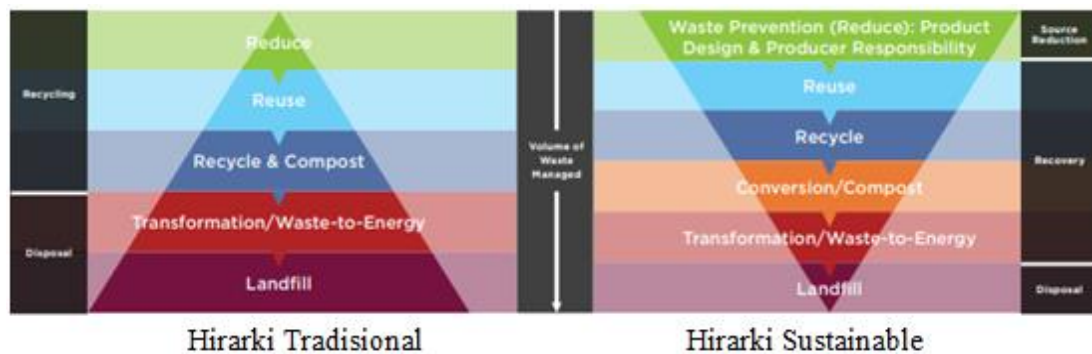 Reduce
Reuse
Recycle & Compost
Transformation/Waste-to-Energy
Landfill
Recycling
Disposal
Volume of
Waste
Managed
Waste Prevention (Reduce): Product
Design & Producer Responsibility
Reuse
Recycle
Conversion/Compost
Transformation/Waste-to-Energy
Landfill
Source
Reduction
Recovery
Disposal
Hirarki Tradisional
Hirarki Sustainable